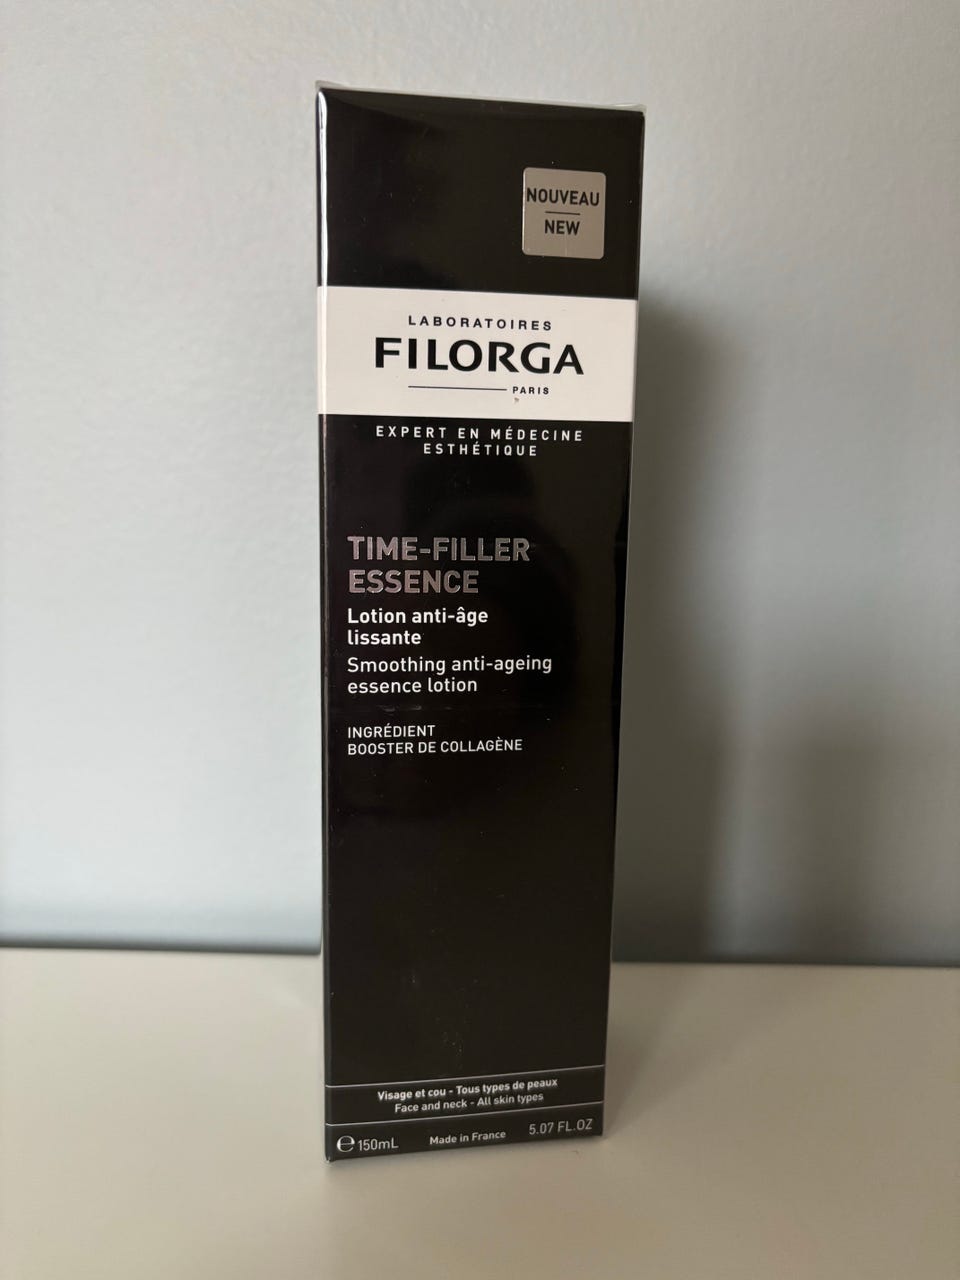 NOUVEAU
NEW
LABORATOIRES
FILORGA
PARIS
EXPERT EN MÉDECINE
ESTHÉTIQUE
TIME-FILLER
ESSENCE
Lotion anti-âge
lissante
Smoothing anti-ageing
essence lotion
INGRÉDIENT
BOOSTER DE COLLAGÈNE
Visage et cou - Tous types de peaux
Face and neck - All skin types
℮ 150mL Made in France 5.07 FL.OZ